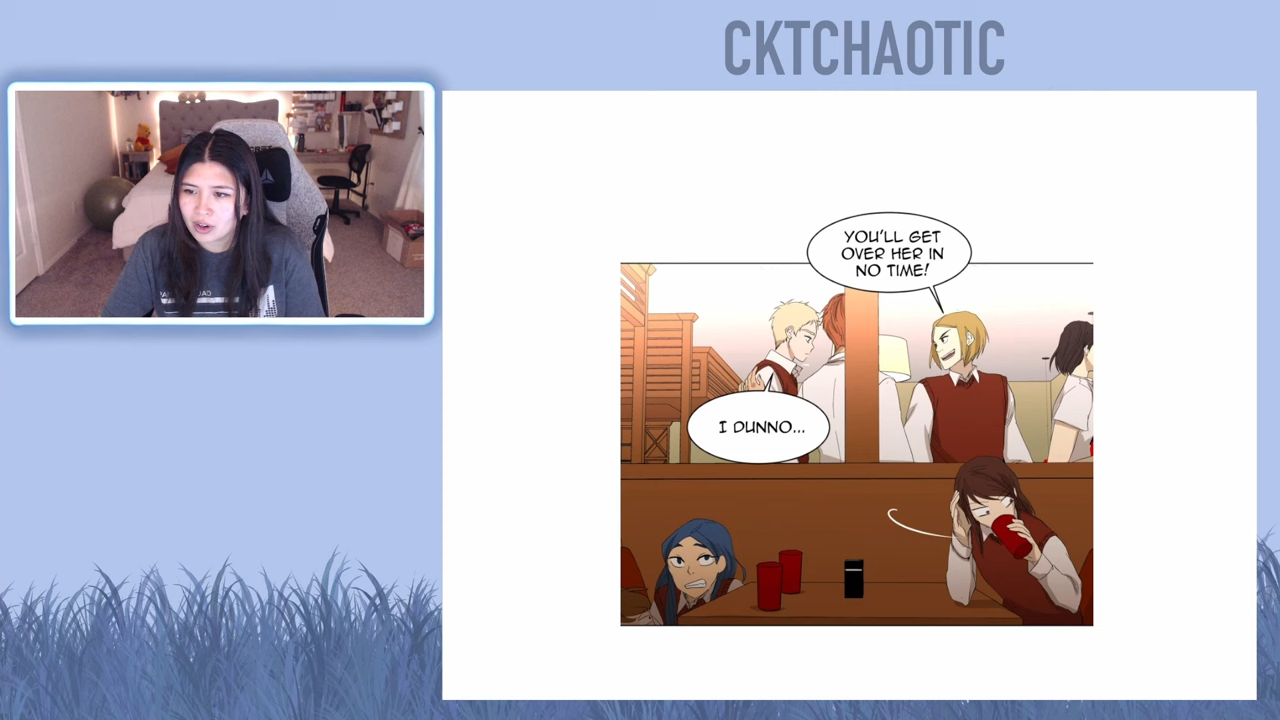 CKTCHAOTIC
YOU'LL GET
OVER HER IN
NO TIME!
I DUNNO...